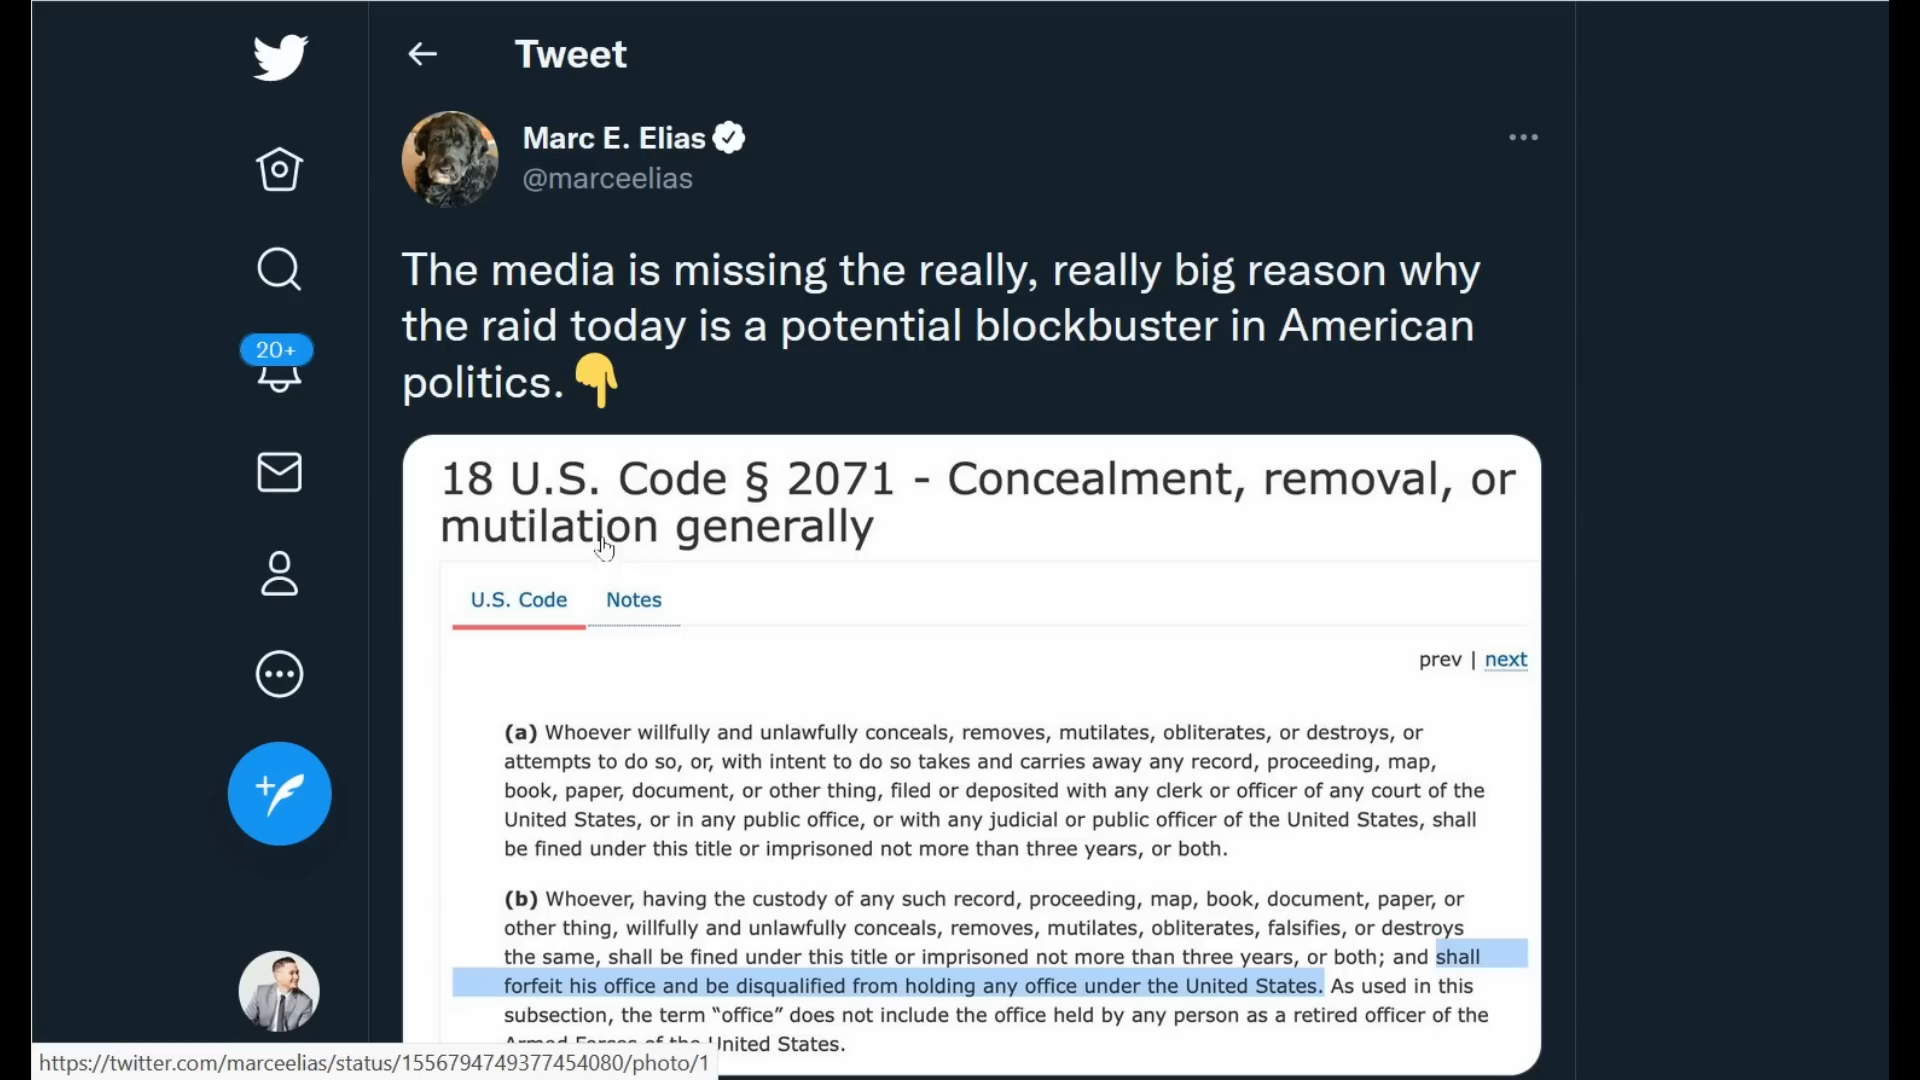 Tweet
Marc E. Elias
@marceelias
The media is missing the really, really big reason why
the raid today is a potential blockbuster in American
politics.
20+
18 U.S. Code § 2071 - Concealment, removal, or
mutilation generally
U.S. Code Notes
prev | next
(a) Whoever willfully and unlawfully conceals, removes, mutilates, obliterates, or destroys, or
attempts to do so, or, with intent to do so takes and carries away any record, proceeding, map,
book, paper, document, or other thing, filed or deposited with any clerk or officer of any court of the
United States, or in any public office, or with any judicial or public officer of the United States, shall
be fined under this title or imprisoned not more than three years, or both.
(b) Whoever, having the custody of any such record, proceeding, map, book, document, paper, or
other thing, willfully and unlawfully conceals, removes, mutilates, obliterates, falsifies, or destroys
the same, shall be fined under this title or imprisoned not more than three years, or both; and shall
forfeit his office and be disqualified from holding any office under the United States. As used in this
subsection, the term “office” does not include the office held by any person as a retired officer of the
Armed Forces of the United States.
https://twitter.com/marceelias/status/1556794749377454080/photo/1